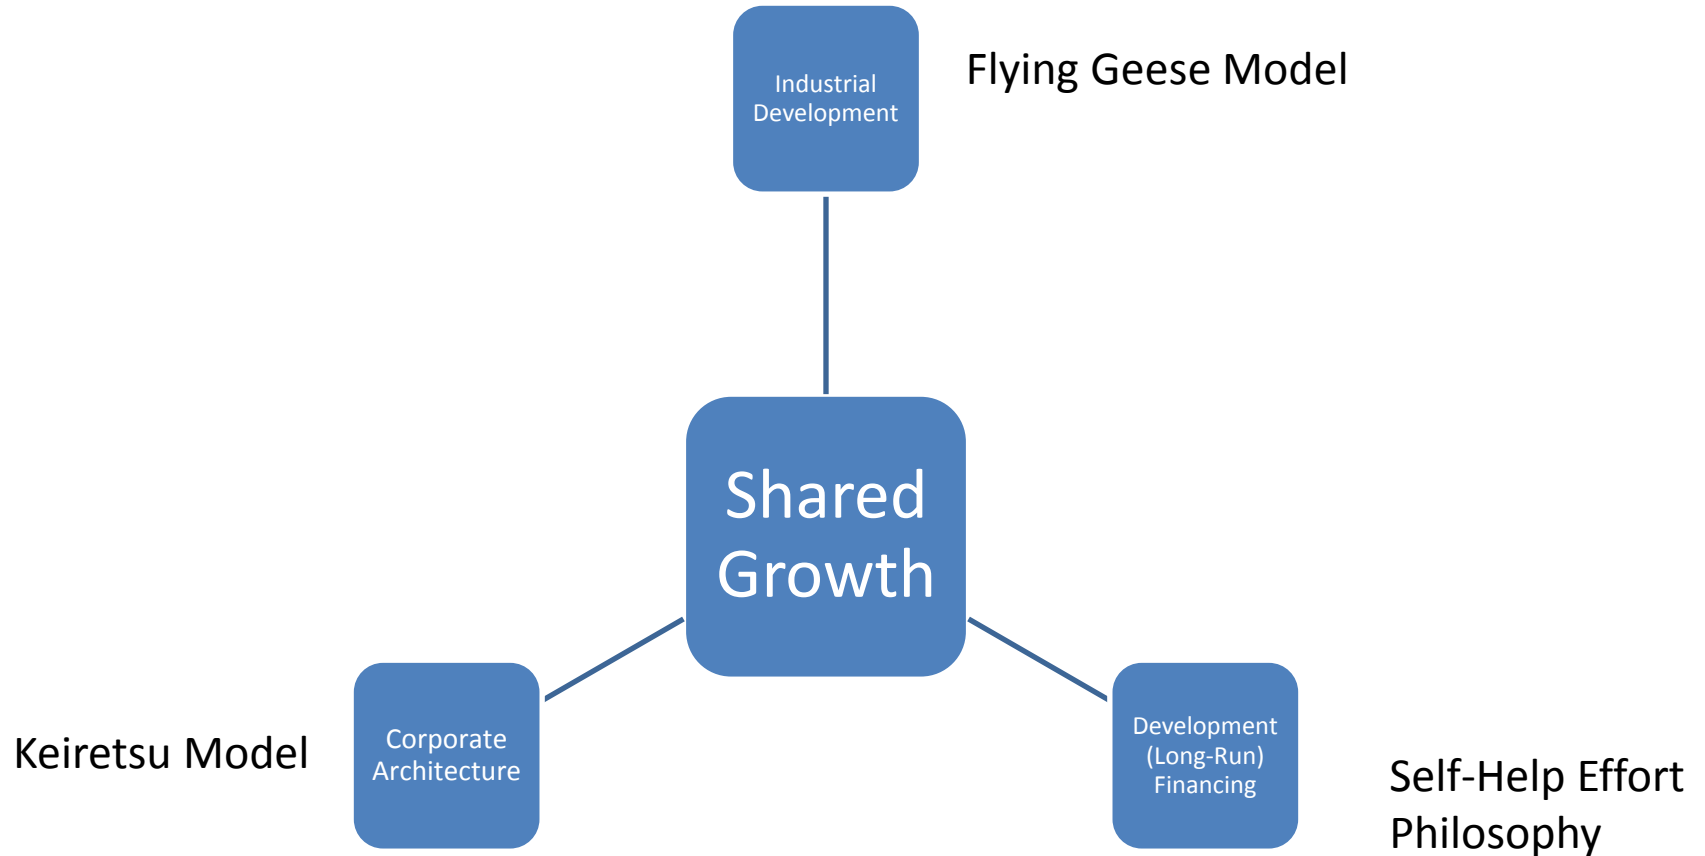 Industrial
Development
Flying Geese Model
Shared
Growth
Keiretsu Model
Corporate
Architecture
Development
(Long-Run)
Financing
Self-Help Effort
Philosophy